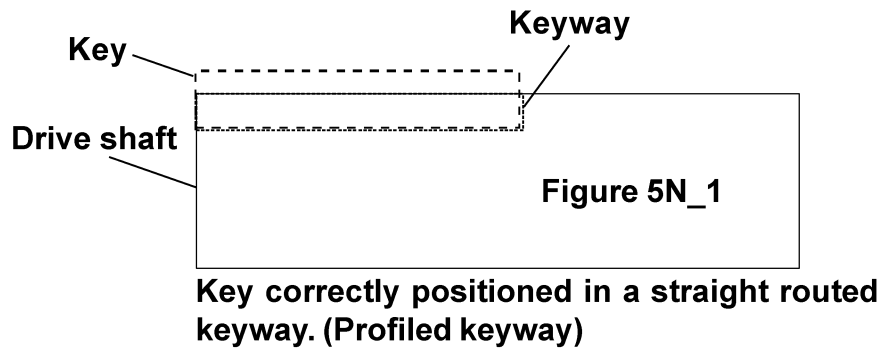 Keyway
Key
Drive shaft
Figure 5N_1
Key correctly positioned in a straight routed
keyway. (Profiled keyway)